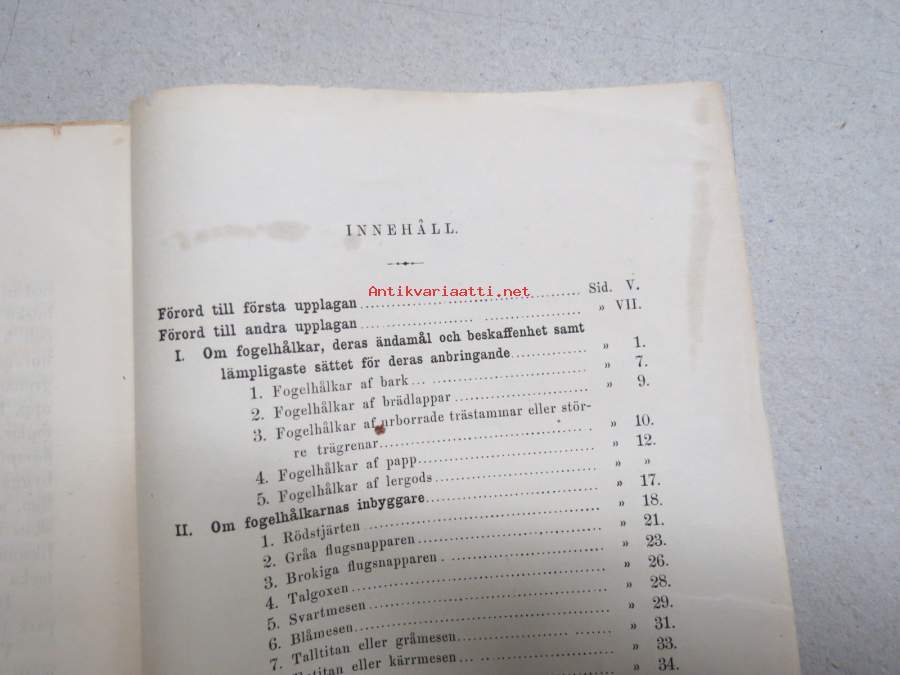 INNEHÅLL.
Antikvariaatti.net
Förord till första upplagan Sid. V.
Förord till andra upplagan » VII.
I. Om fogelhålkar, deras ändamål och beskaffenhet samt
lämpligaste sättet för deras anbringande » 1.
1. Fogelhålkar af bark » 7.
2. Fogelhålkar af brädlappar » 9.
3. Fogelhålkar af urborrade trästammar eller stör-
re trägrenar » 10.
4. Fogelhålkar af papp » 12.
5. Fogelhålkar af lergods » »
II. Om fogelhålkarnas inbyggare » 17.
1. Rödstjärten » 18.
2. Gråa flugsnapparen » 21.
3. Brokiga flugsnapparen » 23.
4. Talgoxen » 26.
5. Svartmesen » 28.
6. Blåmesen » 29.
7. Talltitan eller gråmesen » 31.
eller kärrmesen » 33.
» 34.